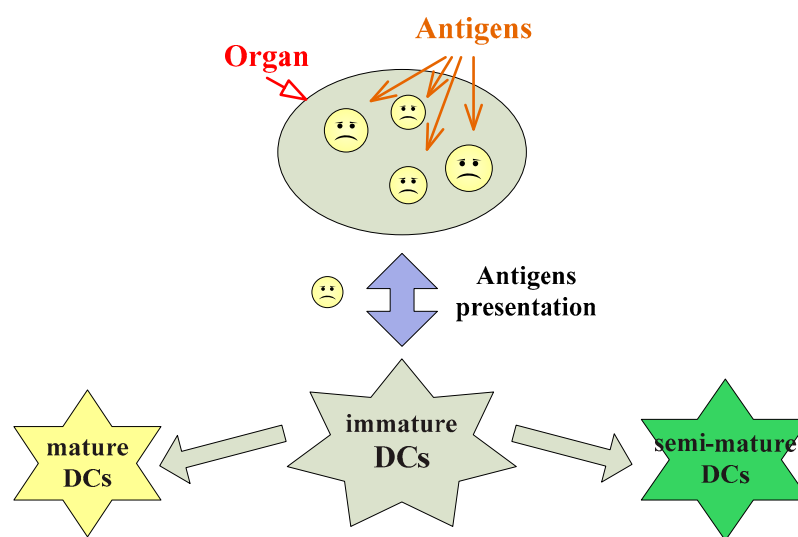 Antigens
Organ
Antigens
presentation
immature
DCs
mature
DCs
semi-mature
DCs